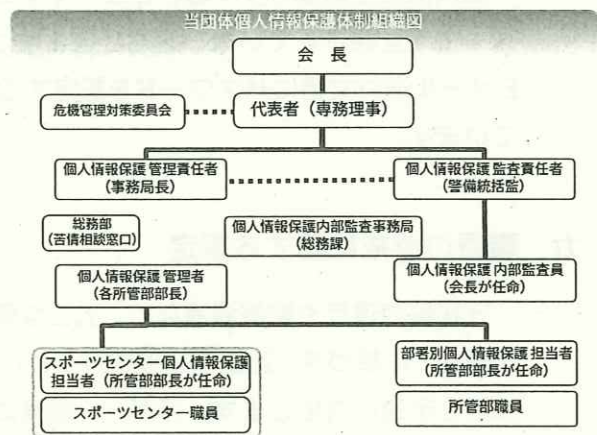 当団体個人情報保護体制組織図
会 長
危機管理対策委員会
代表者（専務理事）
個人情報保護 管理責任者
（事務局長）
個人情報保護 監査責任者
（警備統括監）
総務部
（苦情相談窓口）
個人情報保護内部監査事務局
（総務課）
個人情報保護 管理者
（各所管部部長）
個人情報保護 内部監査員
（会長が任命）
スポーツセンター個人情報保護
担当者（所管部部長が任命）
スポーツセンター職員
部署別個人情報保護 担当者
（所管部部長が任命）
所管部職員